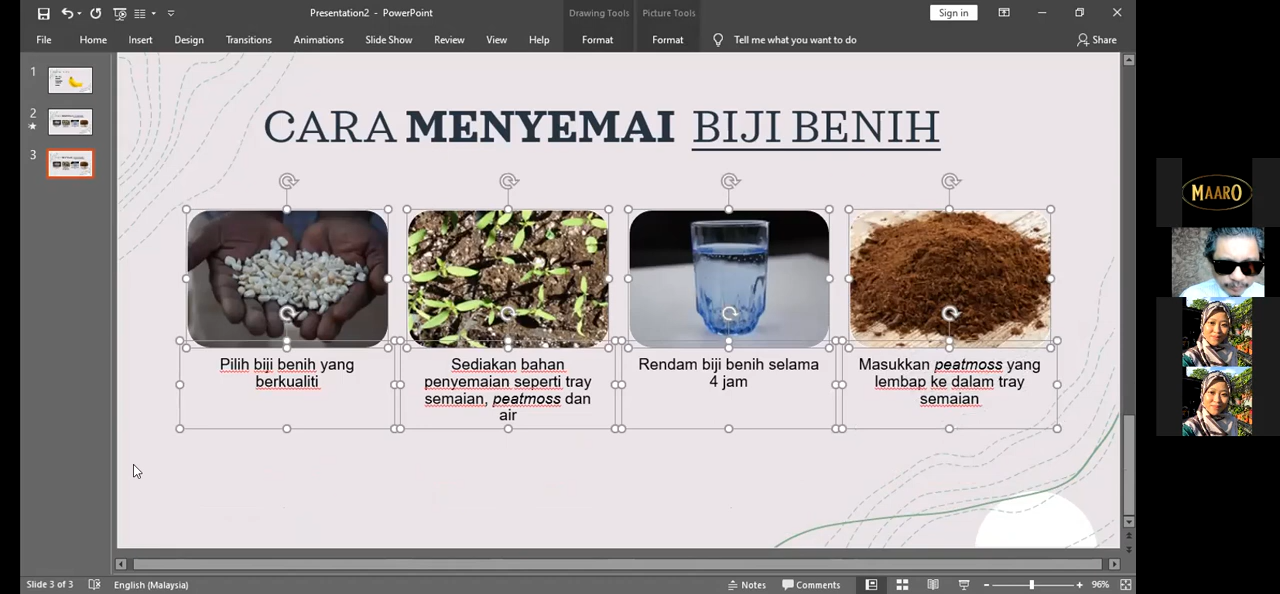 Presentation2 - PowerPoint
Drawing Tools
Picture Tools
Sign in
File
Home
Insert
Design
Transitions
Animations
Slide Show
Review
View
Help
Format
Format
Tell me what you want to do
Share
1
2
3
CARA MENYEMAI BIJI BENIH
Pilih biji benih yang
berkualiti
Sediakan bahan
penyemaian seperti tray
semaian, peatmoss dan
air
Rendam biji benih selama
4 jam
Masukkan peatmoss yang
lembap ke dalam tray
semaian
MAARO
Slide 3 of 3
English (Malaysia)
Notes
Comments
96%